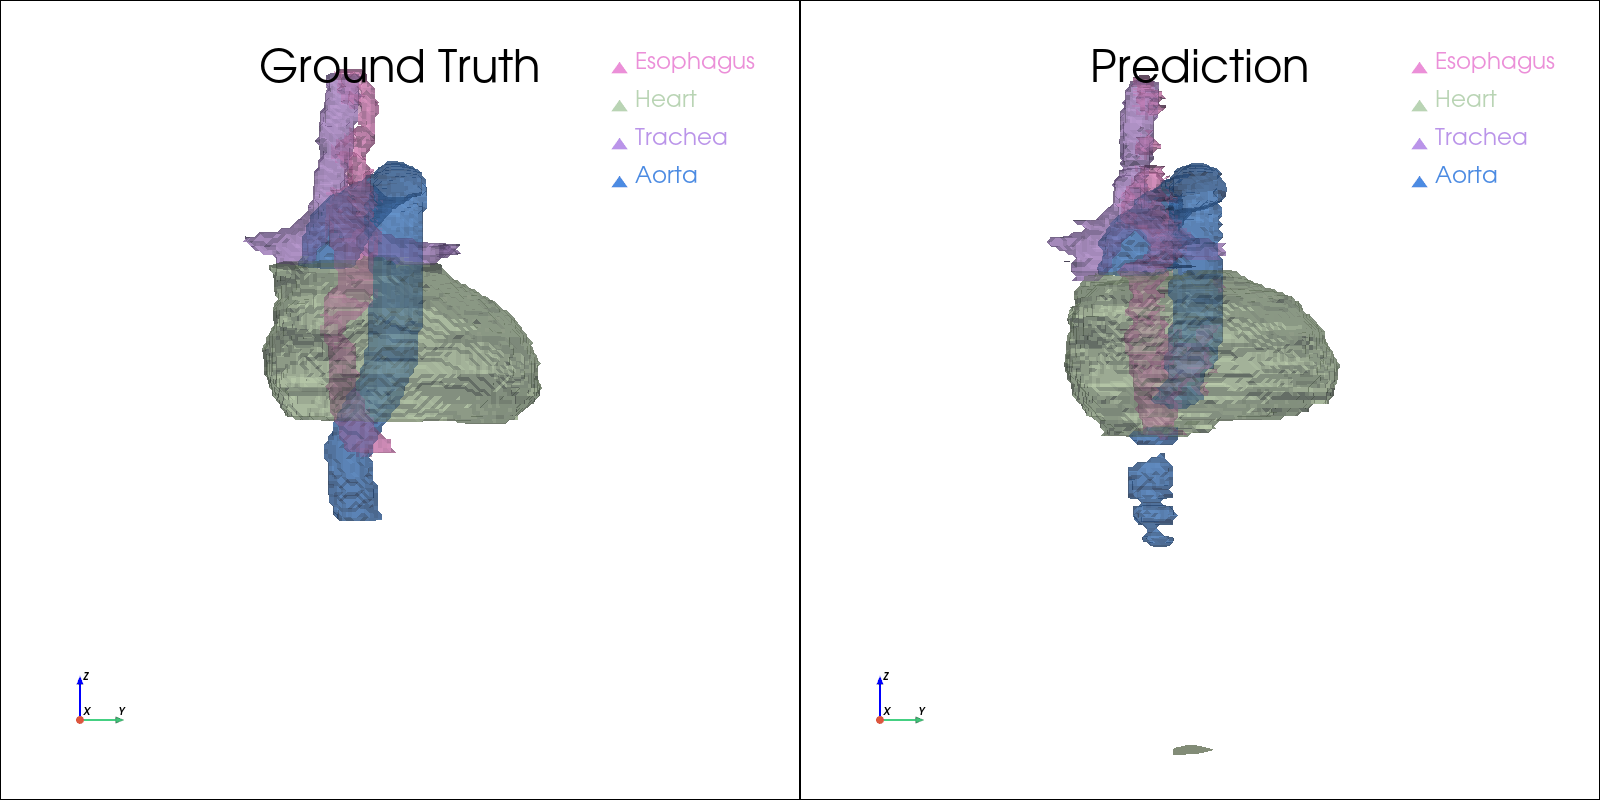 Ground Truth
Esophagus
Heart
Trachea
Aorta
Z
X Y
Prediction
Esophagus
Heart
Trachea
Aorta
Z
X Y